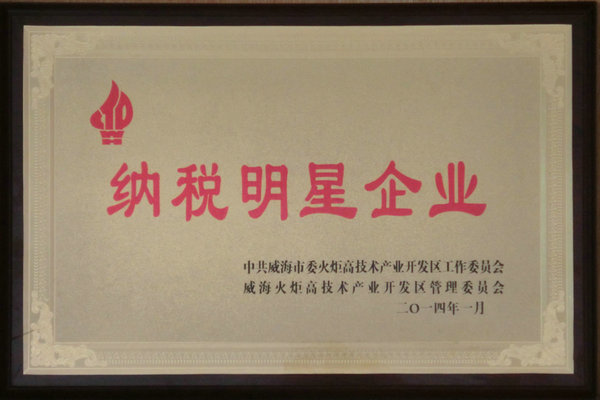 纳税明星企业
中共威海市委火炬高技术产业开发区工作委员会
威海火炬高技术产业开发区管理委员会
二〇一四年一月